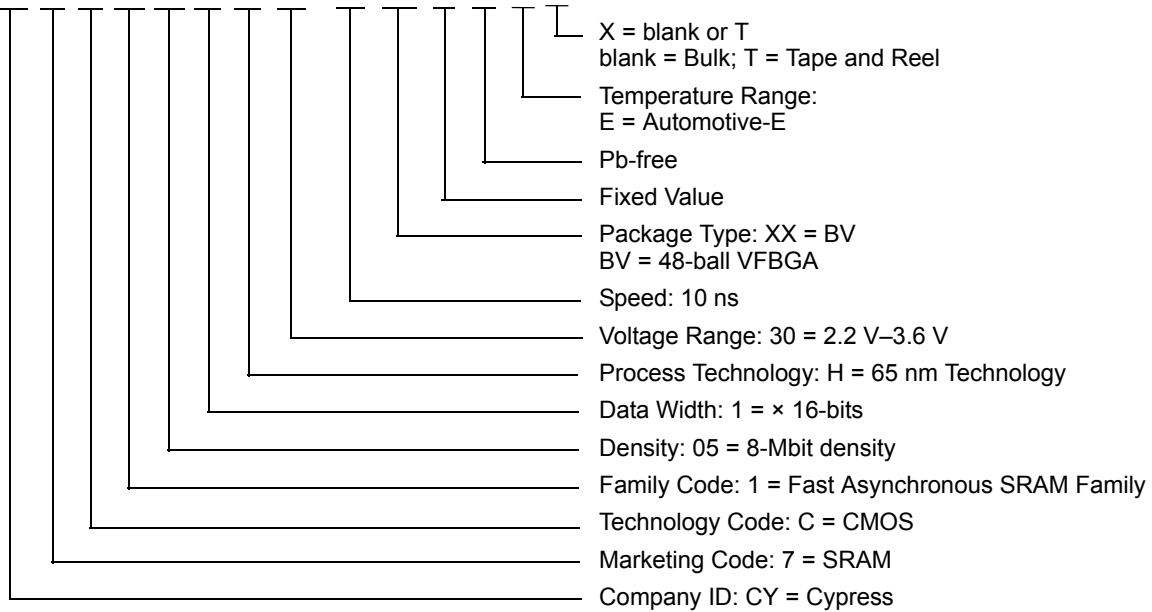 X = blank or T
blank = Bulk; T = Tape and Reel
Temperature Range:
E = Automotive-E
Pb-free
Fixed Value
Package Type: XX = BV
BV = 48-ball VFBGA
Speed: 10 ns
Voltage Range: 30 = 2.2 V–3.6 V
Process Technology: H = 65 nm Technology
Data Width: 1 = × 16-bits
Density: 05 = 8-Mbit density
Family Code: 1 = Fast Asynchronous SRAM Family
Technology Code: C = CMOS
Marketing Code: 7 = SRAM
Company ID: CY = Cypress